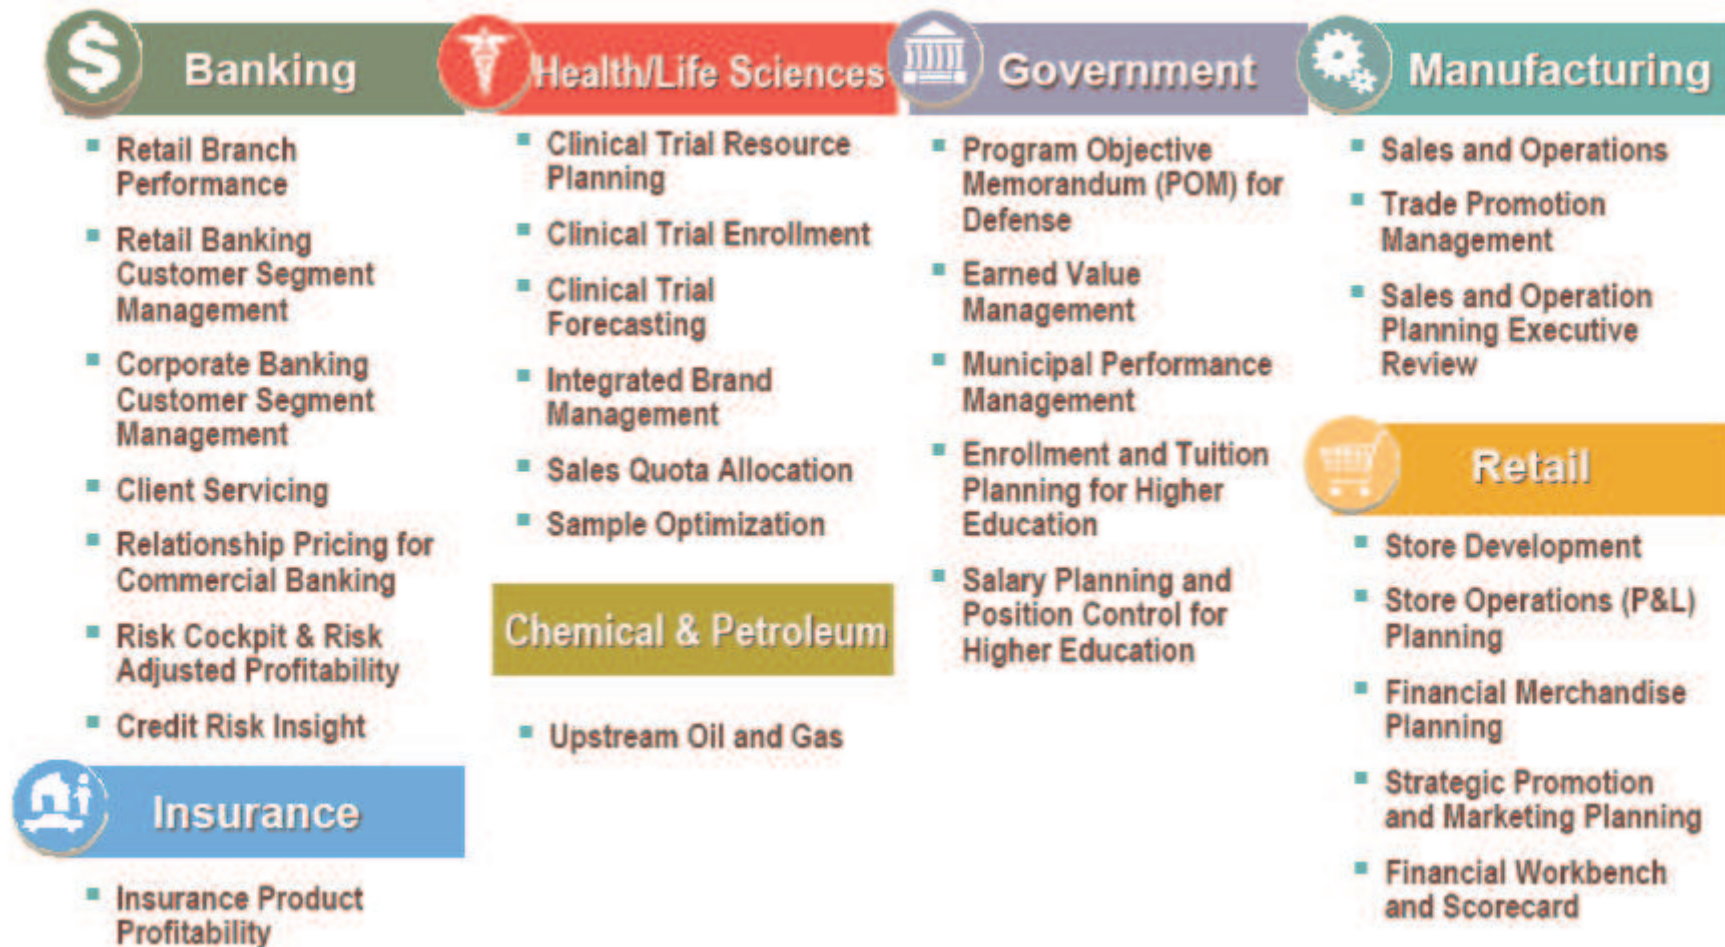 Banking
Retail Branch
Performance
Retail Banking
Customer Segment
Management
Corporate Banking
Customer Segment
Management
Client Servicing
Relationship Pricing for
Commercial Banking
Risk Cockpit & Risk
Adjusted Profitability
Credit Risk Insight
Insurance
Insurance Product
Profitability
Health/Life Sciences
Clinical Trial Resource
Planning
Clinical Trial Enrollment
Clinical Trial
Forecasting
Integrated Brand
Management
Sales Quota Allocation
Sample Optimization
Chemical & Petroleum
Upstream Oil and Gas
Government
Program Objective
Memorandum (POM) for
Defense
Earned Value
Management
Municipal Performance
Management
Enrollment and Tuition
Planning for Higher
Education
Salary Planning and
Position Control for
Higher Education
Manufacturing
Sales and Operations
Trade Promotion
Management
Sales and Operation
Planning Executive
Review
Retail
Store Development
Store Operations (P&L)
Planning
Financial Merchandise
Planning
Strategic Promotion
and Marketing Planning
Financial Workbench
and Scorecard